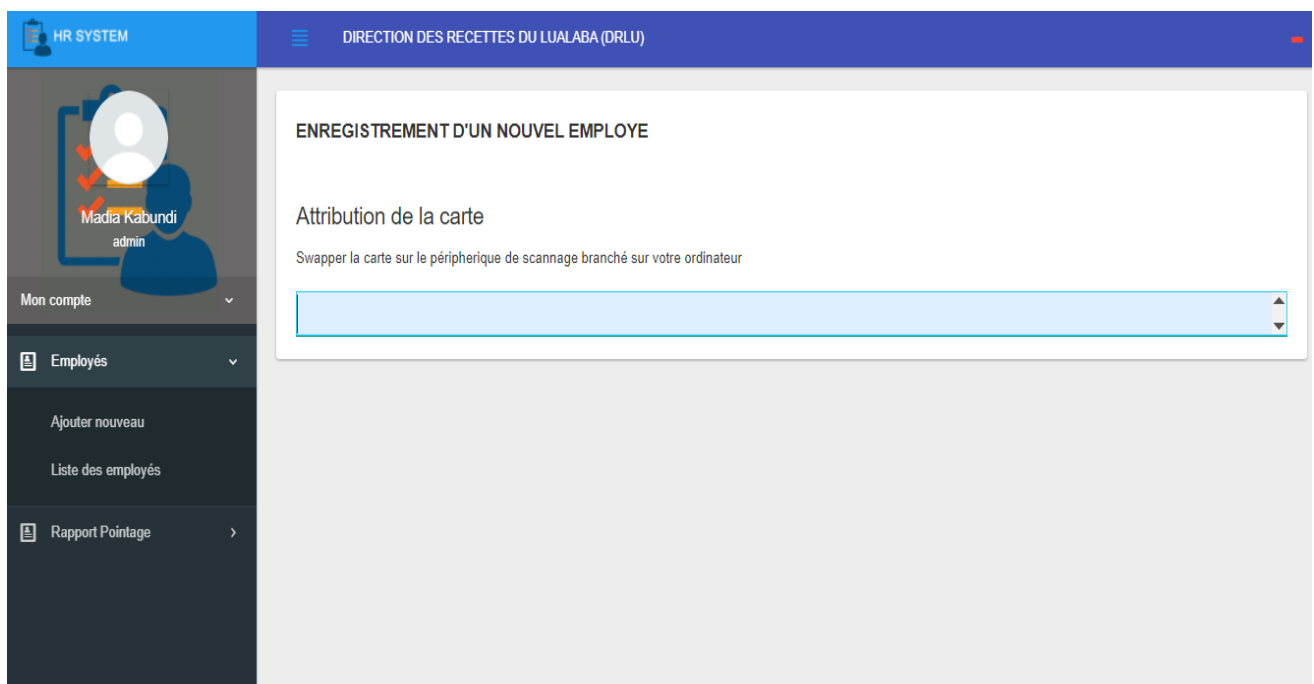 HR SYSTEM
DIRECTION DES RECETTES DU LUALABA (DRLU)
Madia Kabundi
admin
Mon compte
Employés
Ajouter nouveau
Liste des employés
Rapport Pointage
ENREGISTREMENT D'UN NOUVEL EMPLOYE
Attribution de la carte
Swapper la carte sur le péripherique de scannage branché sur votre ordinateur